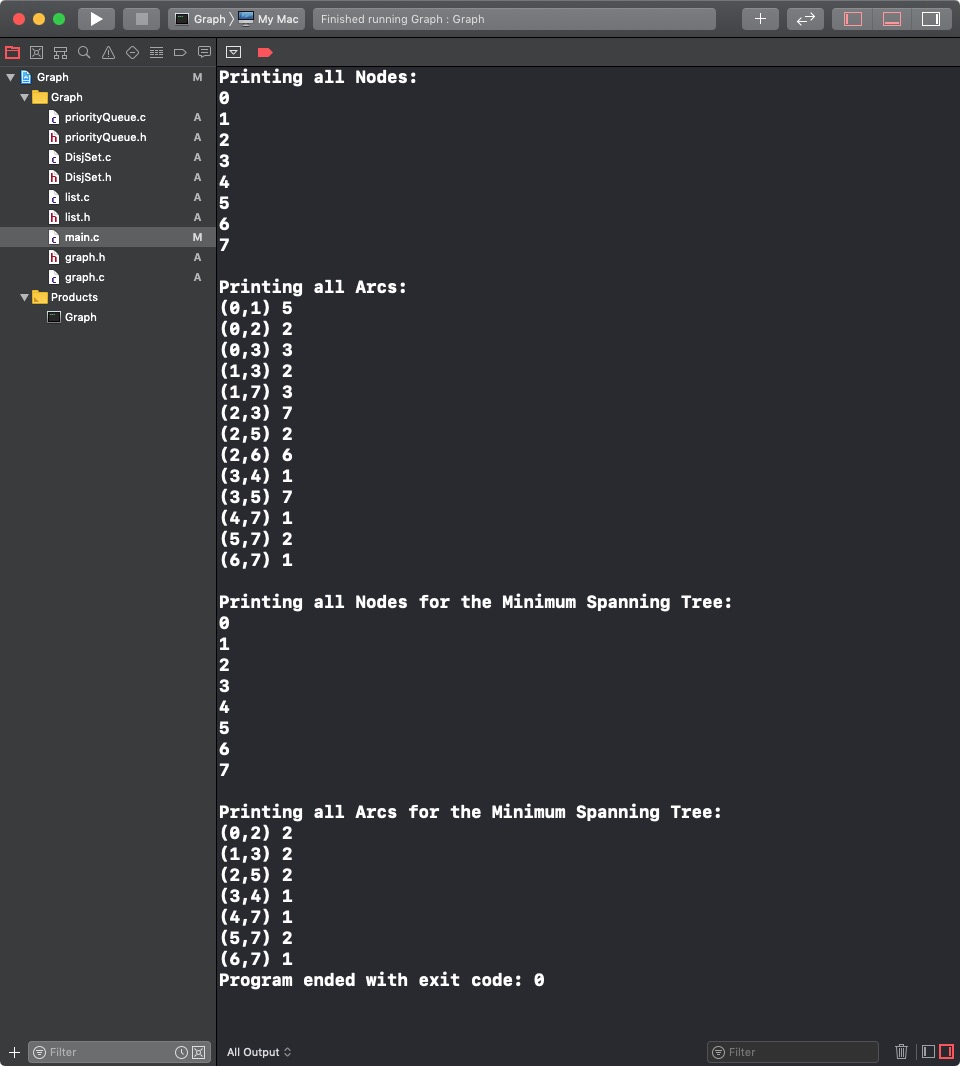 Graph
My Mac
Finished running Graph : Graph
Graph M
Graph
priorityQueue.c A
priorityQueue.h A
DisjSet.c A
DisjSet.h A
list.c A
list.h A
main.c M
graph.h A
graph.c A
Products
Graph
Filter
Printing all Nodes:
0
1
2
3
4
5
6
7
Printing all Arcs:
(0,1) 5
(0,2) 2
(0,3) 3
(1,3) 2
(1,7) 3
(2,3) 7
(2,5) 2
(2,6) 6
(3,4) 1
(3,5) 7
(4,7) 1
(5,7) 2
(6,7) 1
Printing all Nodes for the Minimum Spanning Tree:
0
1
2
3
4
5
6
7
Printing all Arcs for the Minimum Spanning Tree:
(0,2) 2
(1,3) 2
(2,5) 2
(3,4) 1
(4,7) 1
(5,7) 2
(6,7) 1
Program ended with exit code: 0
All Output
Filter